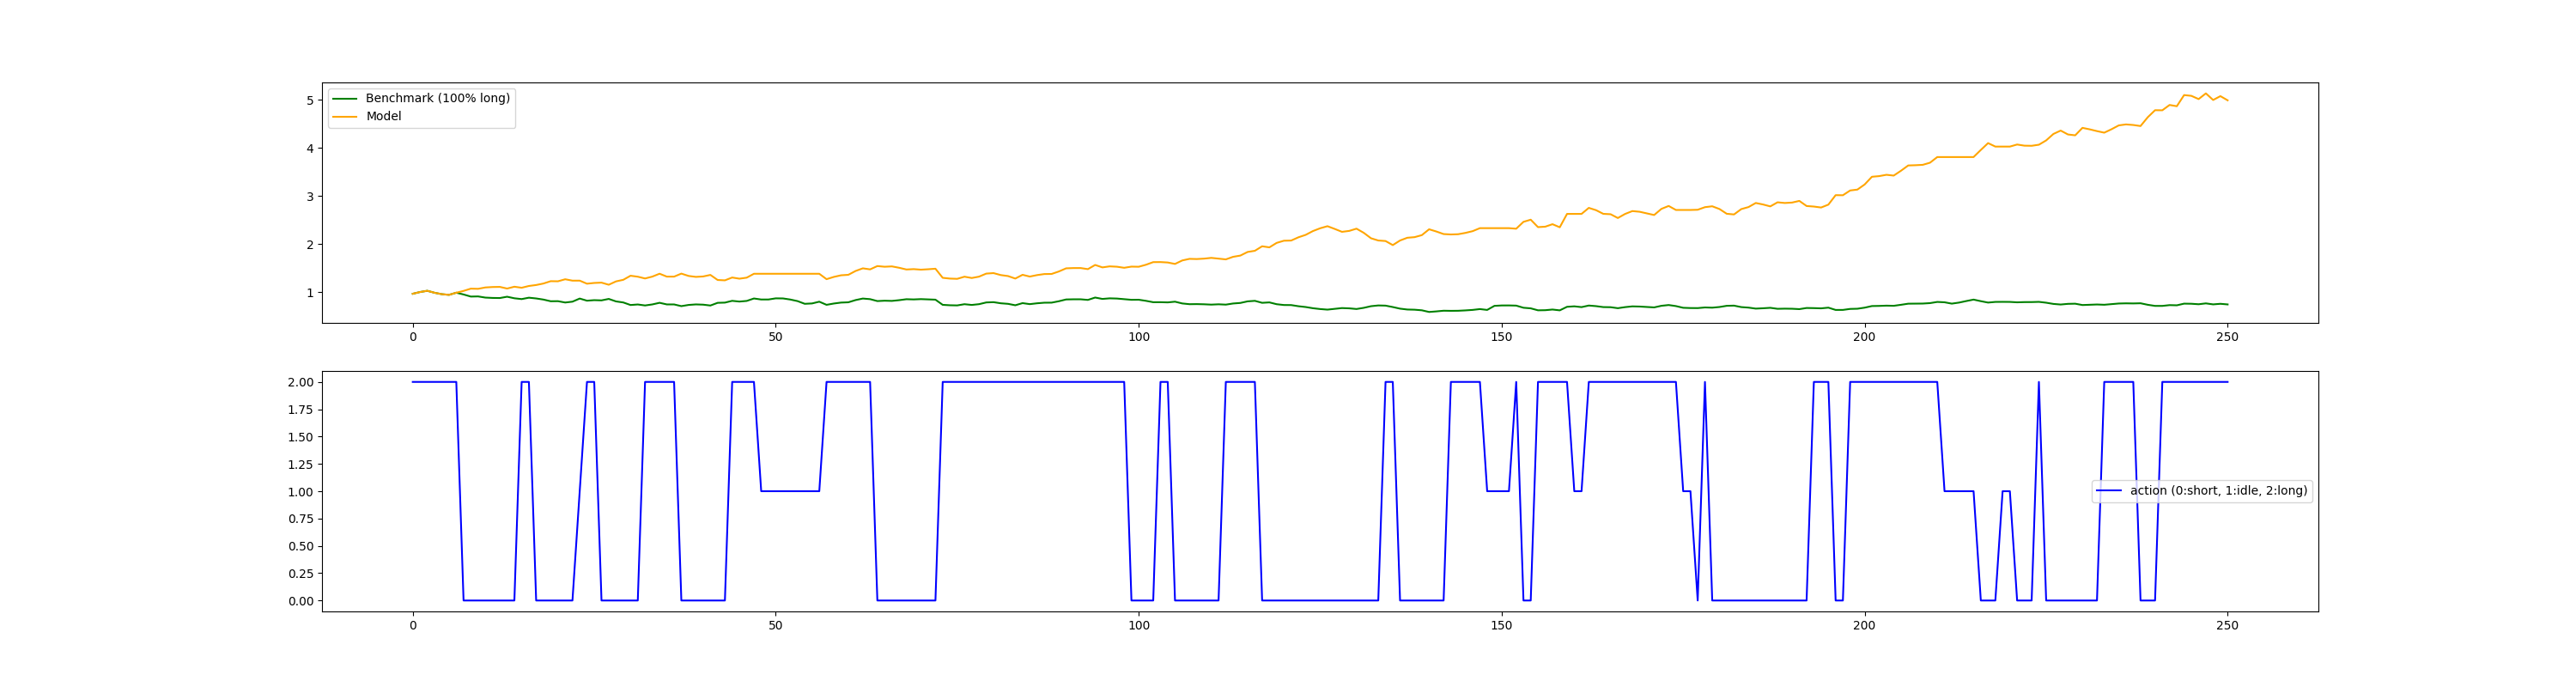 Benchmark (100% long)
Model
5
4
3
2
1
0 50 100 150 200 250
2.00
1.75
1.50
1.25
1.00
0.75
0.50
0.25
0.00
action (0:short, 1:idle, 2:long)
0 50 100 150 200 250